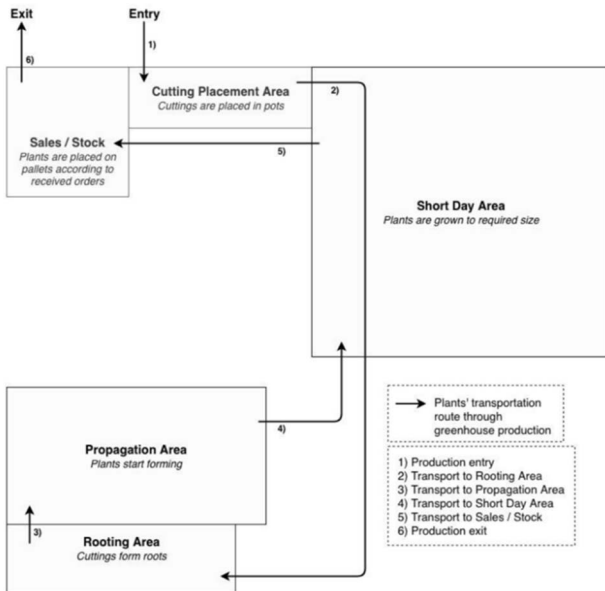 Exit
Entry
1)
6)
Cutting Placement Area
Cuttings are placed in pots
2)
Sales / Stock
Plants are placed on
pallets according to
received orders
5)
Short Day Area
Plants are grown to required size
Propagation Area
Plants start forming
4)
3)
Rooting Area
Cuttings form roots
Plants' transportation
route through
greenhouse production
1) Production entry
2) Transport to Rooting Area
3) Transport to Propagation Area
4) Transport to Short Day Area
5) Transport to Sales / Stock
6) Production exit